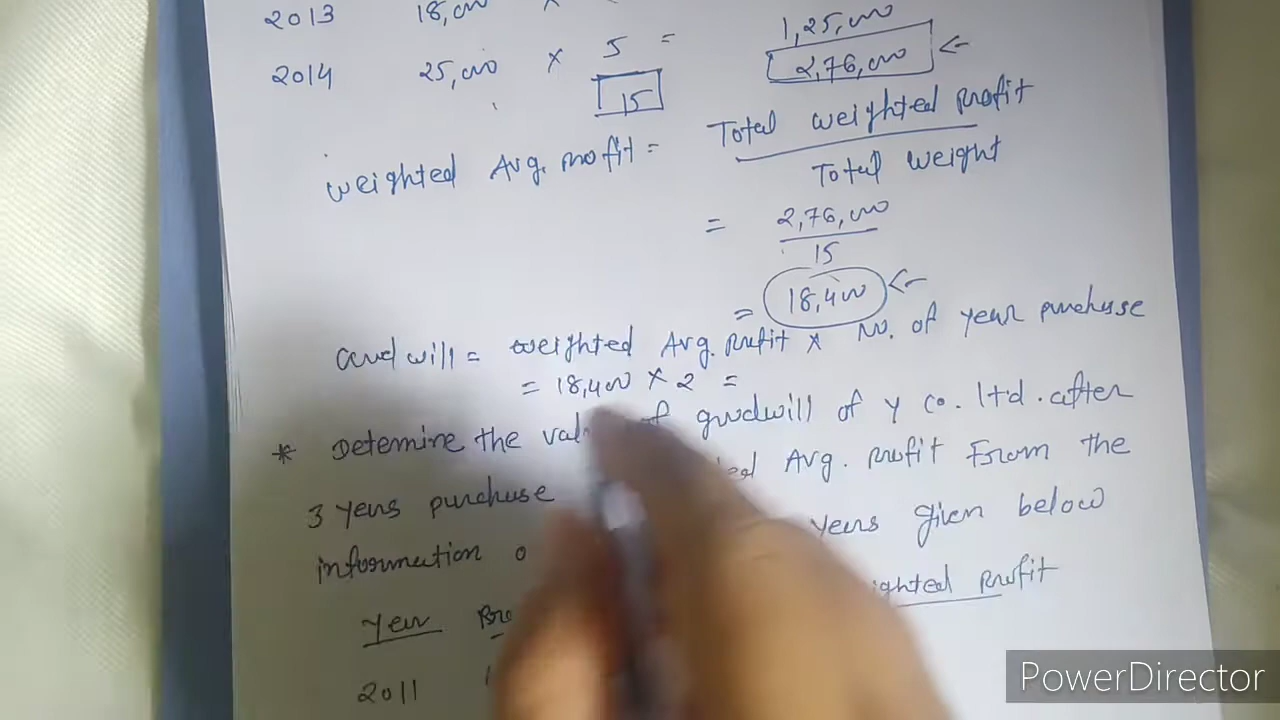 2013 18,000 ×
1,25,000
2014 25,000 × 5 =
2,76,000 ←
15
Weighted Avg. profit = Total weighted profit
Total weight
= 2,76,000
15
= 18,400 ←
Goodwill = weighted Avg. profit × No. of year purchase
= 18,400 × 2 =
* Detemine the of goodwill of Y Co. Ltd. after
3 years purchase Avg. profit From the
information years given below
Year profit
2011
PowerDirector